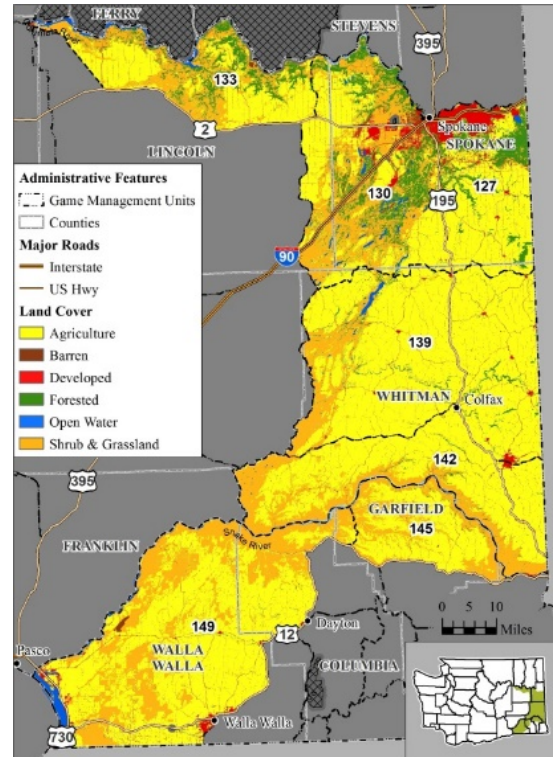 FERRY
STEVENS
395
133
2
Spokane
SPOKANE
LINCOLN
127
130
195
90
Administrative Features
Game Management Units
Counties
Major Roads
Interstate
US Hwy
Land Cover
Agriculture
Barren
Developed
Forested
Open Water
Shrub & Grassland
139
WHITMAN
Colfax
142
395
GARFIELD
145
FRANKLIN
Snake River
149
12
Dayton
0 5 10 15
Miles
WALLA
WALLA
COLUMBIA
Pasco
Walla Walla
730